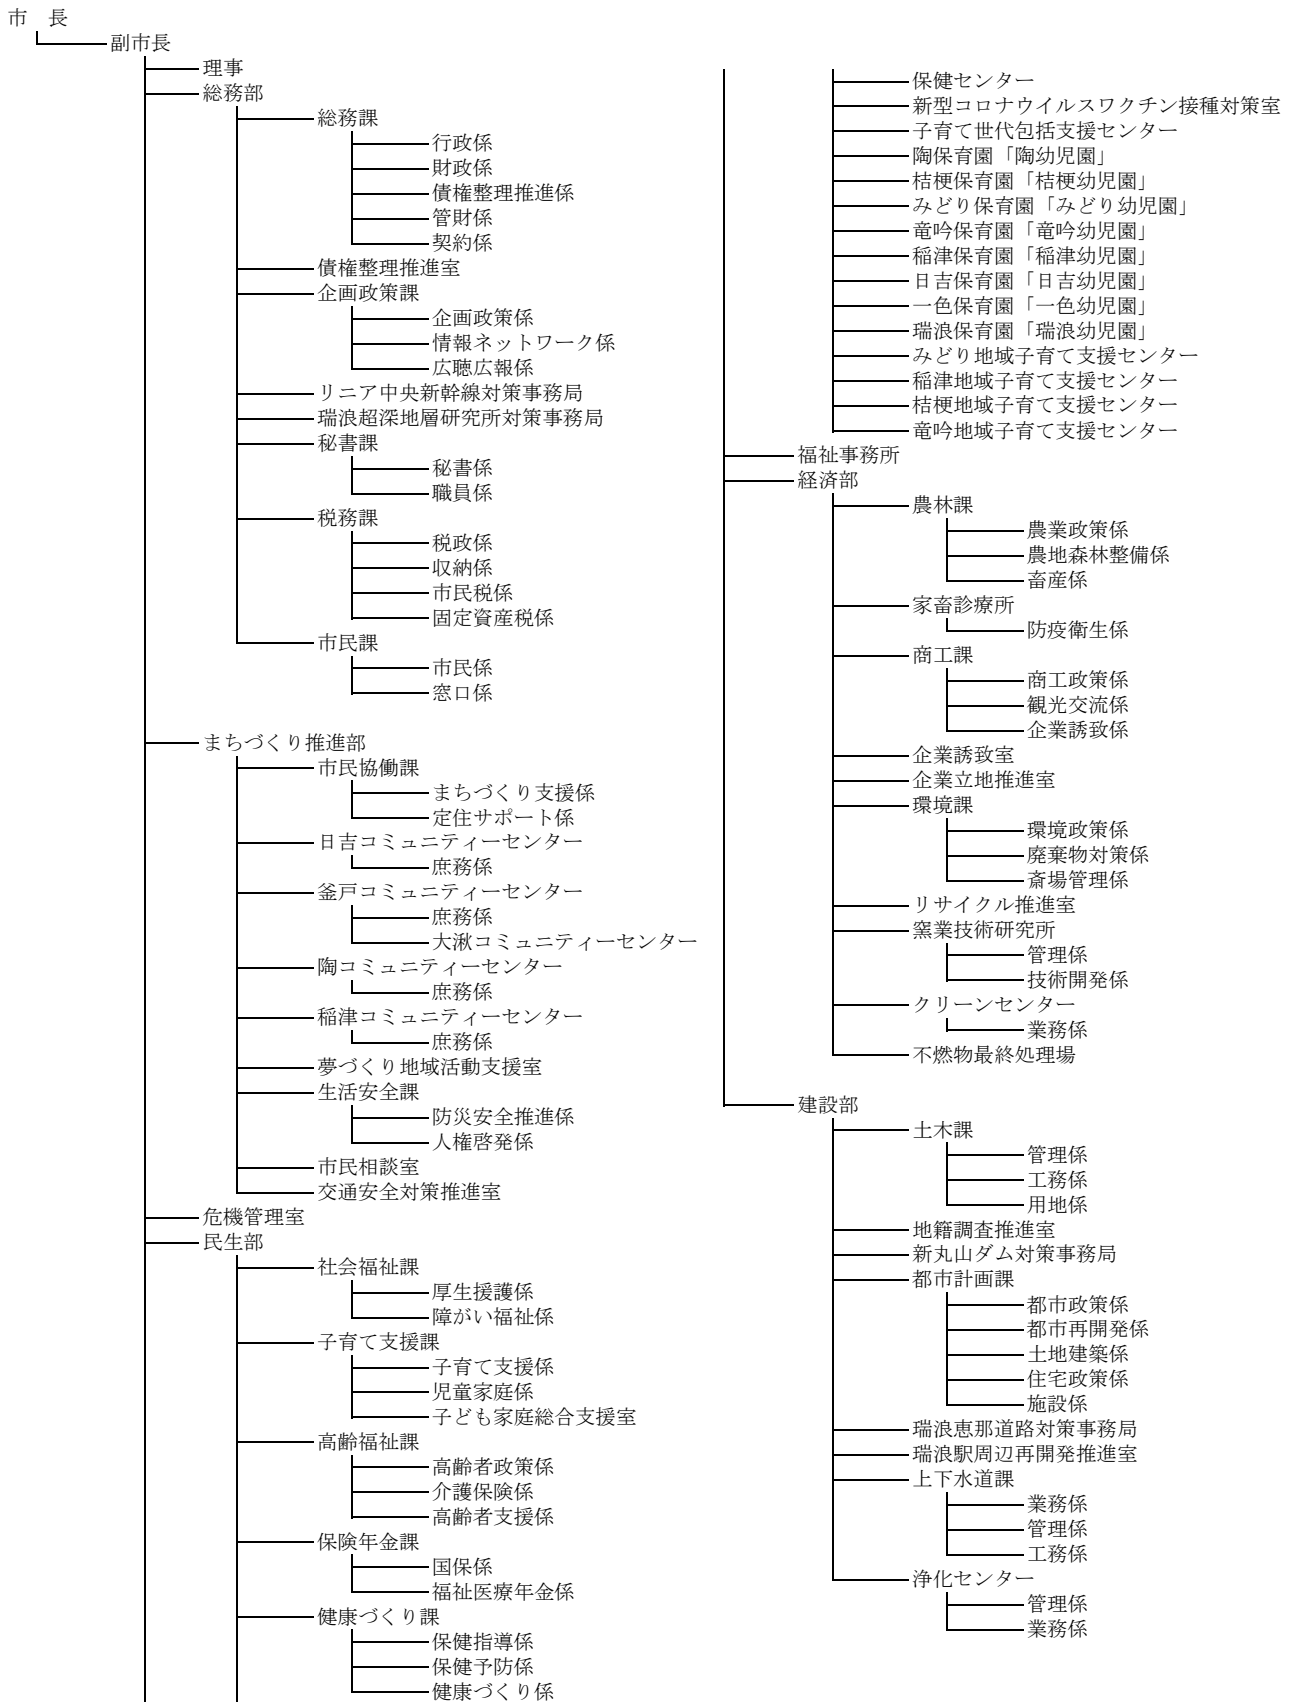 市　長
副市長
理事
総務部
総務課
行政係
財政係
債権整理推進係
管財係
契約係
債権整理推進室
企画政策課
企画政策係
情報ネットワーク係
広聴広報係
リニア中央新幹線対策事務局
瑞浪超深地層研究所対策事務局
秘書課
秘書係
職員係
税務課
税政係
収納係
市民税係
固定資産税係
市民課
市民係
窓口係
まちづくり推進部
市民協働課
まちづくり支援係
定住サポート係
日吉コミュニティーセンター
庶務係
釜戸コミュニティーセンター
庶務係
大湫コミュニティーセンター
陶コミュニティーセンター
庶務係
稲津コミュニティーセンター
庶務係
夢づくり地域活動支援室
生活安全課
防災安全推進係
人権啓発係
市民相談室
交通安全対策推進室
危機管理室
民生部
社会福祉課
厚生援護係
障がい福祉係
子育て支援課
子育て支援係
児童家庭係
子ども家庭総合支援室
高齢福祉課
高齢者政策係
介護保険係
高齢者支援係
保険年金課
国保係
福祉医療年金係
健康づくり課
保健指導係
保健予防係
健康づくり係
保健センター
新型コロナウイルスワクチン接種対策室
子育て世代包括支援センター
陶保育園「陶幼児園」
桔梗保育園「桔梗幼児園」
みどり保育園「みどり幼児園」
竜吟保育園「竜吟幼児園」
稲津保育園「稲津幼児園」
日吉保育園「日吉幼児園」
一色保育園「一色幼児園」
瑞浪保育園「瑞浪幼児園」
みどり地域子育て支援センター
稲津地域子育て支援センター
桔梗地域子育て支援センター
竜吟地域子育て支援センター
福祉事務所
経済部
農林課
農業政策係
農地森林整備係
畜産係
家畜診療所
防疫衛生係
商工課
商工政策係
観光交流係
企業誘致係
企業誘致室
企業立地推進室
環境課
環境政策係
廃棄物対策係
斎場管理係
リサイクル推進室
窯業技術研究所
管理係
技術開発係
クリーンセンター
業務係
不燃物最終処理場
建設部
土木課
管理係
工務係
用地係
地籍調査推進室
新丸山ダム対策事務局
都市計画課
都市政策係
都市再開発係
土地建築係
住宅政策係
施設係
瑞浪恵那道路対策事務局
瑞浪駅周辺再開発推進室
上下水道課
業務係
管理係
工務係
浄化センター
管理係
業務係